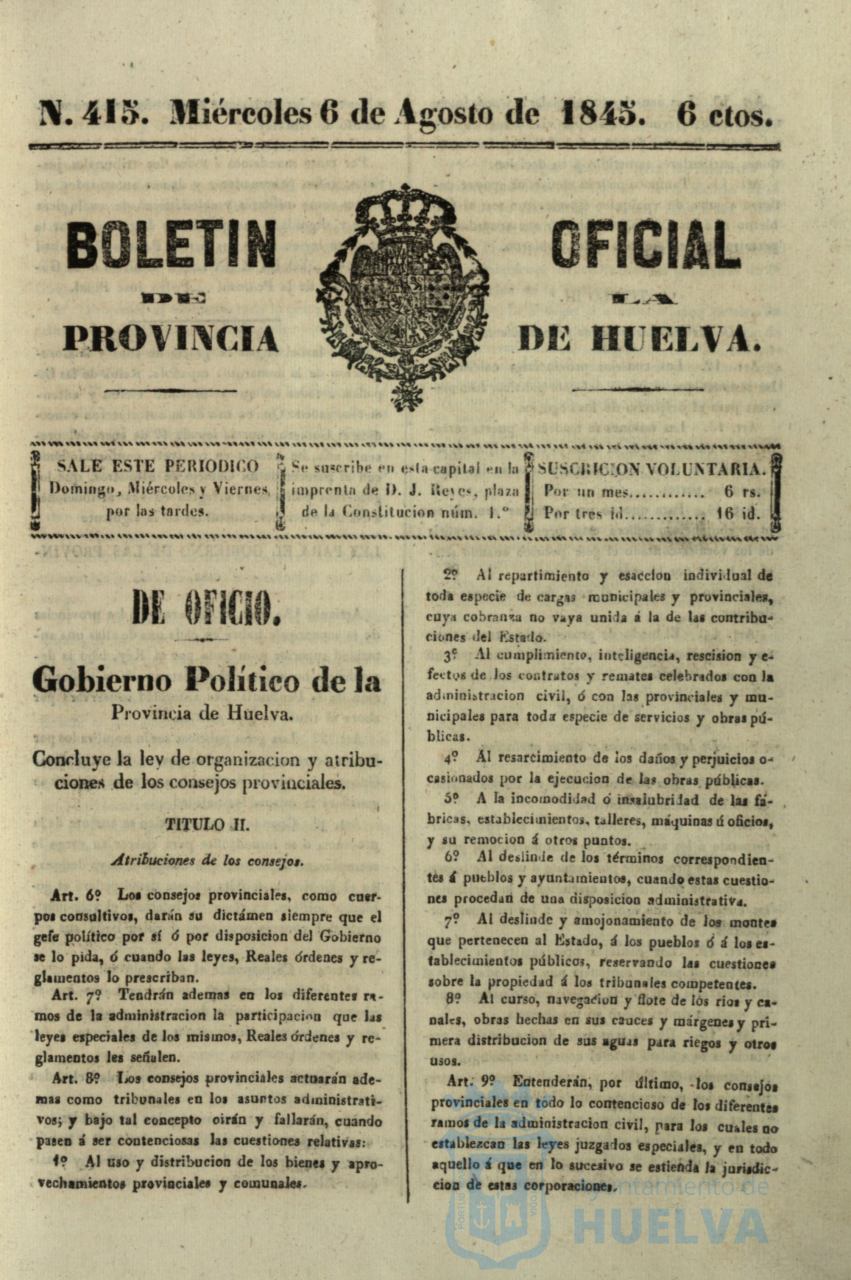 N. 415. Miércoles 6 de Agosto de 1845. 6 ctos.
BOLETIN OFICIAL
DE LA
PROVINCIA DE HUELVA.
SALE ESTE PERIODICO
Domingo, Miércoles y Viernes,
por las tardes.
Se suscribe en esta capital en la
imprenta de D. J. Reyes, plaza
de la Constitucion núm. 1.º
SUSCRICION VOLUNTARIA.
Por un mes............ 6 rs.
Por tres id............. 16 id.
DE OFICIO.
Gobierno Político de la
Provincia de Huelva.
Concluye la ley de organizacion y atribu-
ciones de los consejos provinciales.
TITULO II.
Atribuciones de los consejos.
Art. 6º Los consejos provinciales, como cuer-
pos consultivos, darán su dictámen siempre que el
gefe político por sí ó por disposicion del Gobierno
se lo pida, ó cuando las leyes, Reales órdenes y re-
glamentos lo prescriban.
Art. 7º Tendrán ademas en los diferentes ra-
mos de la administracion la participacion que las
leyes especiales de los mismos, Reales órdenes y re-
glamentos les señalen.
Art. 8º Los consejos provinciales actuarán ade-
mas como tribunales en los asuntos administrati-
vos; y bajo tal concepto oirán y fallarán, cuando
pasen á ser contenciosas las cuestiones relativas:
1º Al uso y distribucion de los bienes y apro-
vechamientos provinciales y comunales.
2º Al repartimiento y esaccion individual de
toda especie de cargas municipales y provinciales,
cuya cobranza no vaya unida á la de las contribu-
ciones del Estado.
3º Al cumplimiento, inteligencia, rescision y e-
fectos de los contratos y remates celebrados con la
administracion civil, ó con las provinciales y mu-
nicipales para toda especie de servicios y obras pú-
blicas.
4º Al resarcimiento de los daños y perjuicios o-
casionados por la ejecucion de las obras públicas.
5º A la incomodidad ó insalubridad de las fá-
bricas, establecimientos, talleres, máquinas ú oficios,
y su remocion á otros puntos.
6º Al deslinde de los términos correspondien-
tes á pueblos y ayuntamientos, cuando estas cuestio-
nes procedan de una disposicion administrativa.
7º Al deslinde y amojonamiento de los montes
que pertenecen al Estado, á los pueblos ó á los es-
tablecimientos públicos, reservando las cuestiones
sobre la propiedad á los tribunales competentes.
8º Al curso, navegacion y flote de los rios y ca-
nales, obras hechas en sus cauces y márgenes y pri-
mera distribucion de sus aguas para riegos y otros
usos.
Art. 9º Entenderán, por último, los consejos
provinciales en todo lo contencioso de los diferentes
ramos de la administracion civil, para los cuales no
establezcan las leyes juzgados especiales, y en todo
aquello á que en lo sucesivo se estienda la jurisdic-
cion de estas corporaciones.
Ayuntamiento de
HUELVA